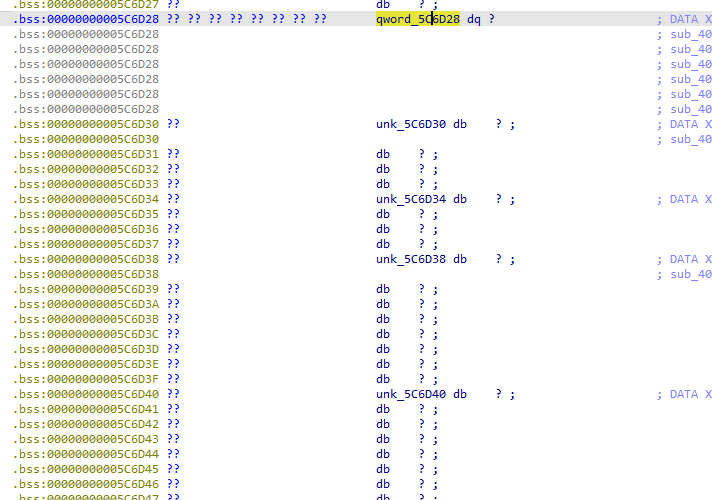 .bss:00000000005C6D27 ?? db ? ;
.bss:00000000005C6D28 ?? ?? ?? ?? ?? ?? ?? ?? qword_5C6D28 dq ? ; DATA X
.bss:00000000005C6D28 ; sub_40
.bss:00000000005C6D28 ; sub_40
.bss:00000000005C6D28 ; sub_40
.bss:00000000005C6D28 ; sub_40
.bss:00000000005C6D28 ; sub_40
.bss:00000000005C6D28 ; sub_40
.bss:00000000005C6D30 ?? unk_5C6D30 db ? ; ; DATA X
.bss:00000000005C6D30 ; sub_40
.bss:00000000005C6D31 ?? db ? ;
.bss:00000000005C6D32 ?? db ? ;
.bss:00000000005C6D33 ?? db ? ;
.bss:00000000005C6D34 ?? unk_5C6D34 db ? ; ; DATA X
.bss:00000000005C6D35 ?? db ? ;
.bss:00000000005C6D36 ?? db ? ;
.bss:00000000005C6D37 ?? db ? ;
.bss:00000000005C6D38 ?? unk_5C6D38 db ? ; ; DATA X
.bss:00000000005C6D38 ; sub_40
.bss:00000000005C6D39 ?? db ? ;
.bss:00000000005C6D3A ?? db ? ;
.bss:00000000005C6D3B ?? db ? ;
.bss:00000000005C6D3C ?? db ? ;
.bss:00000000005C6D3D ?? db ? ;
.bss:00000000005C6D3E ?? db ? ;
.bss:00000000005C6D3F ?? db ? ;
.bss:00000000005C6D40 ?? unk_5C6D40 db ? ; ; DATA X
.bss:00000000005C6D41 ?? db ? ;
.bss:00000000005C6D42 ?? db ? ;
.bss:00000000005C6D43 ?? db ? ;
.bss:00000000005C6D44 ?? db ? ;
.bss:00000000005C6D45 ?? db ? ;
.bss:00000000005C6D46 ?? db ? ;
.bss:00000000005C6D47 ?? db ? ;